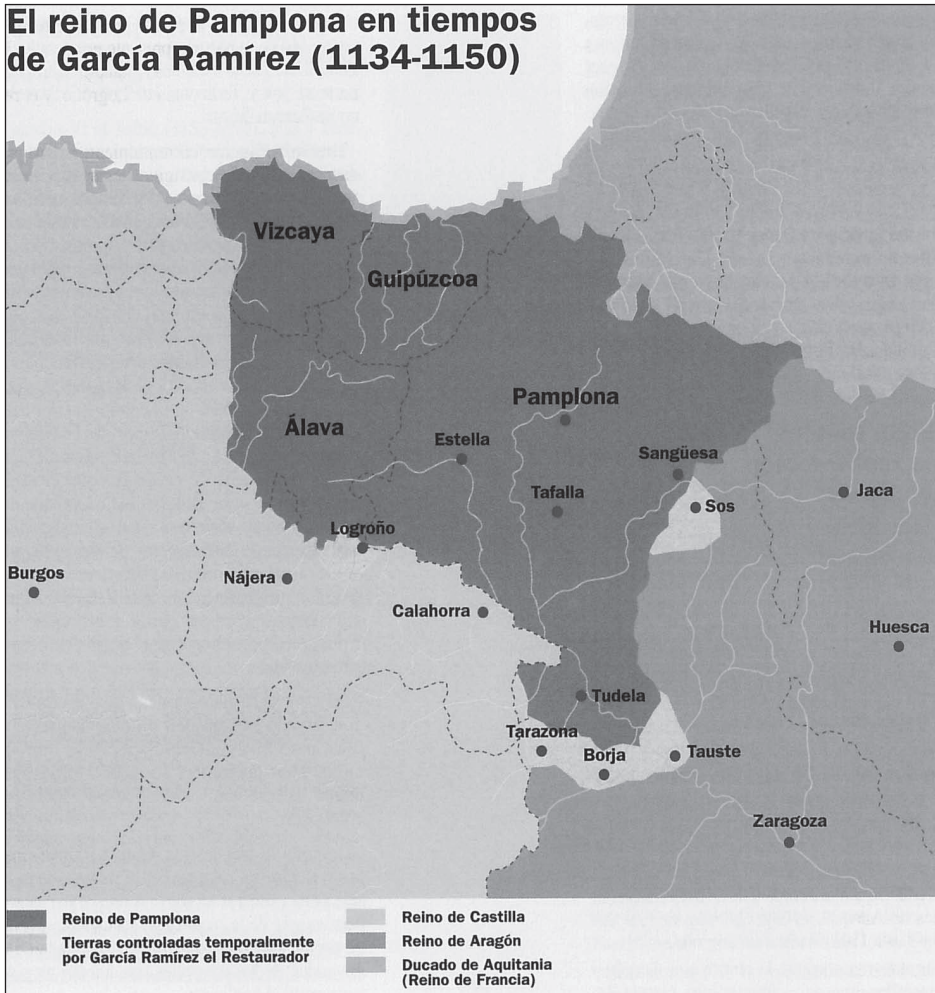 El reino de Pamplona en tiempos
de García Ramírez (1134-1150)
Vizcaya
Guipúzcoa
Álava
Pamplona
Estella
Sangüesa
Tafalla
Sos
Jaca
Logroño
Burgos
Nájera
Calahorra
Huesca
Tudela
Tarazona
Borja
Tauste
Zaragoza
Reino de Pamplona
Tierras controladas temporalmente
por García Ramírez el Restaurador
Reino de Castilla
Reino de Aragón
Ducado de Aquitania
(Reino de Francia)